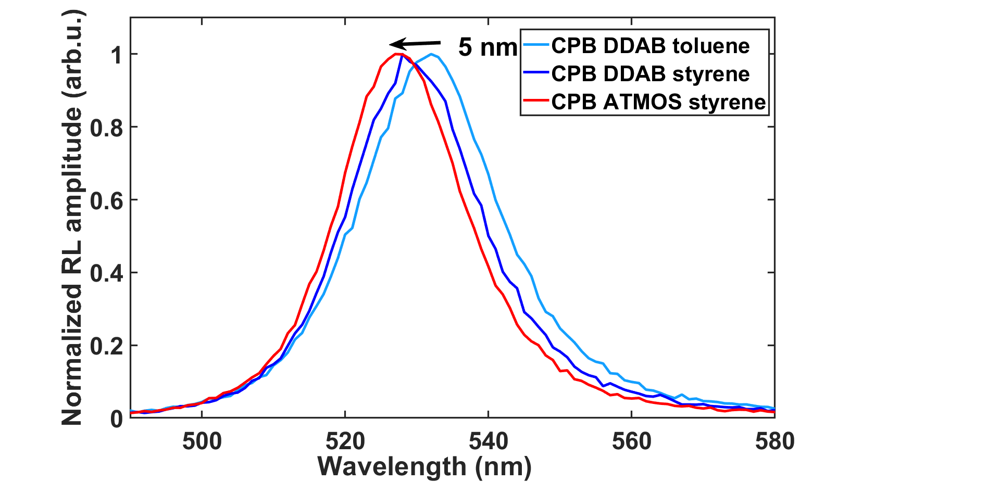 5 nm
CPB DDAB toluene
CPB DDAB styrene
CPB ATMOS styrene
Normalized RL amplitude (arb.u.)
1
0.8
0.6
0.4
0.2
0
500 520 540 560 580
Wavelength (nm)